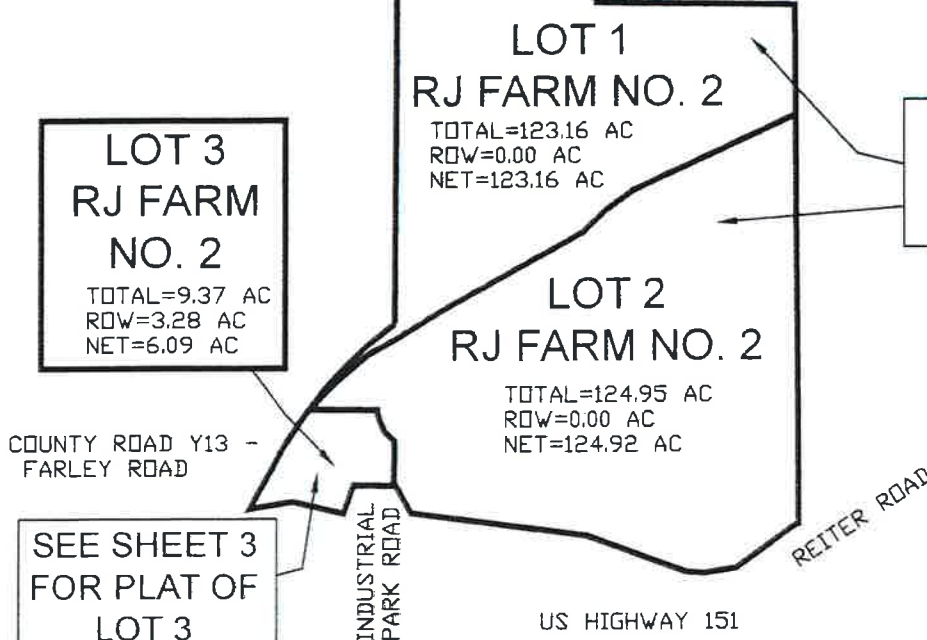 LOT 1
RJ FARM NO. 2
TOTAL=123.16 AC
ROW=0.00 AC
NET=123.16 AC
LOT 3
RJ FARM
NO. 2
TOTAL=9.37 AC
ROW=3.28 AC
NET=6.09 AC
LOT 2
RJ FARM NO. 2
TOTAL=124.95 AC
ROW=0.00 AC
NET=124.92 AC
COUNTY ROAD Y13 -
FARLEY ROAD
SEE SHEET 3
FOR PLAT OF
LOT 3
INDUSTRIAL
PARK ROAD
REITER ROAD
US HIGHWAY 151